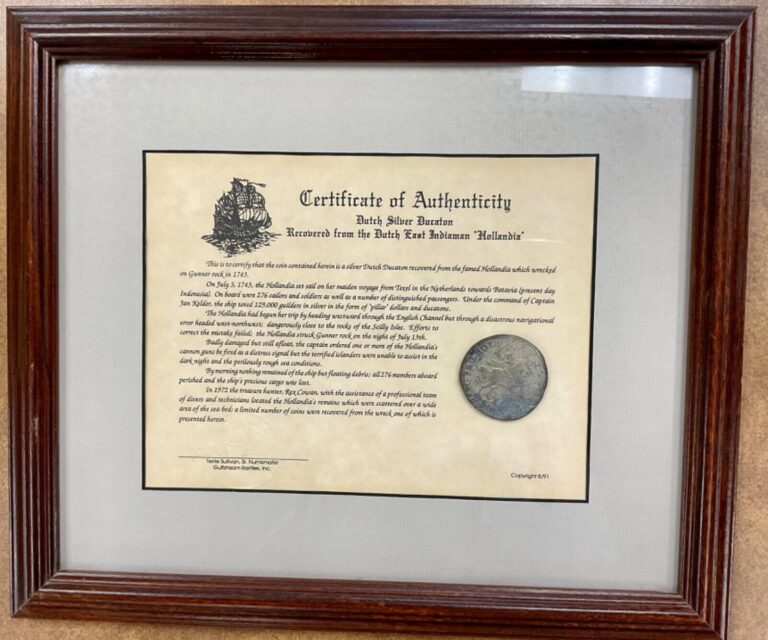 Certificate of Authenticity
Dutch Silver Ducaton
Recovered from the Dutch East Indiaman "Hollandia"
This is to certify that the coin contained herein is a silver Dutch Ducaton recovered from the famed Hollandia which wrecked
on Gunner rock in 1743.
On July 3, 1743, the Hollandia set sail on her maiden voyage from Texel in the Netherlands towards Batavia (present day
Indonesia). On board were 276 sailors and soldiers as well as a number of distinguished passengers. Under the command of Captain
Jan Kelder, the ship toted 129,000 guilders in silver in the form of "pillar" dollars and ducatons.
The Hollandia had begun her trip by heading westward through the English Channel but through a disastrous navigational
error headed west-northwest; dangerously close to the rocks of the Scilly Isles. Efforts to
correct the mistake failed; the Hollandia struck Gunner rock on the night of July 13th.
Badly damaged but still afloat, the captain ordered one or more of the Hollandia's
cannon guns be fired as a distress signal but the terrified islanders were unable to assist in the
dark night and the perilously rough sea conditions.
By morning nothing remained of the ship but floating debris; all 276 members aboard
perished and the ship's precious cargo was lost.
In 1972 the treasure hunter, Rex Cowan, with the assistance of a professional team
of divers and technicians located the Hollandia's remains which were scattered over a wide
area of the sea-bed; a limited number of coins were recovered from the wreck one of which is
presented herein.
Terrie Sullivan, Sr. Numismatist
Gulfstream Rarities, Inc.
Copyright 8/91